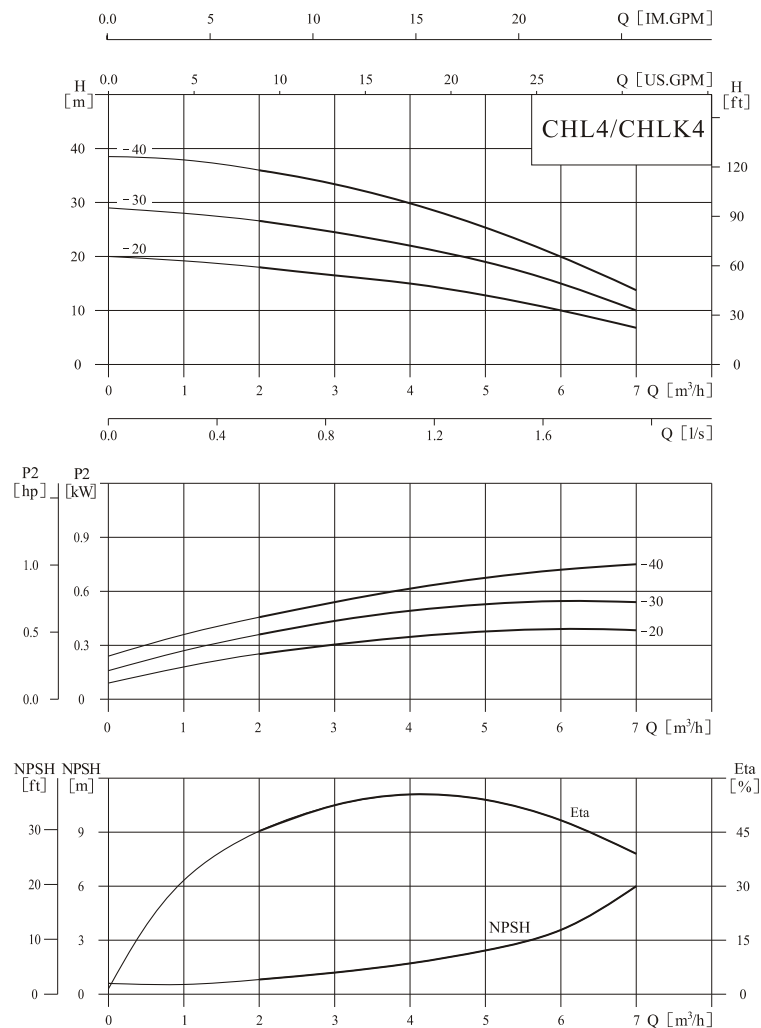 0.0 5 10 15 20 Q [IM.GPM]
0.0 5 10 15 20 25 Q [US.GPM]
H
[m]
H
[ft]
CHL4/CHLK4
40
30
20
10
0
-40
-30
-20
120
90
60
30
0
0 1 2 3 4 5 6 7 Q [m³/h]
0.0 0.4 0.8 1.2 1.6 Q [l/s]
P2
[hp]
P2
[kW]
1.0
0.5
0.0
0.9
0.6
0.3
0
-40
-30
-20
0 1 2 3 4 5 6 7 Q [m³/h]
NPSH
[ft]
NPSH
[m]
Eta
[%]
30
20
10
0
9
6
3
0
Eta
NPSH
45
30
15
0
0 1 2 3 4 5 6 7 Q [m³/h]